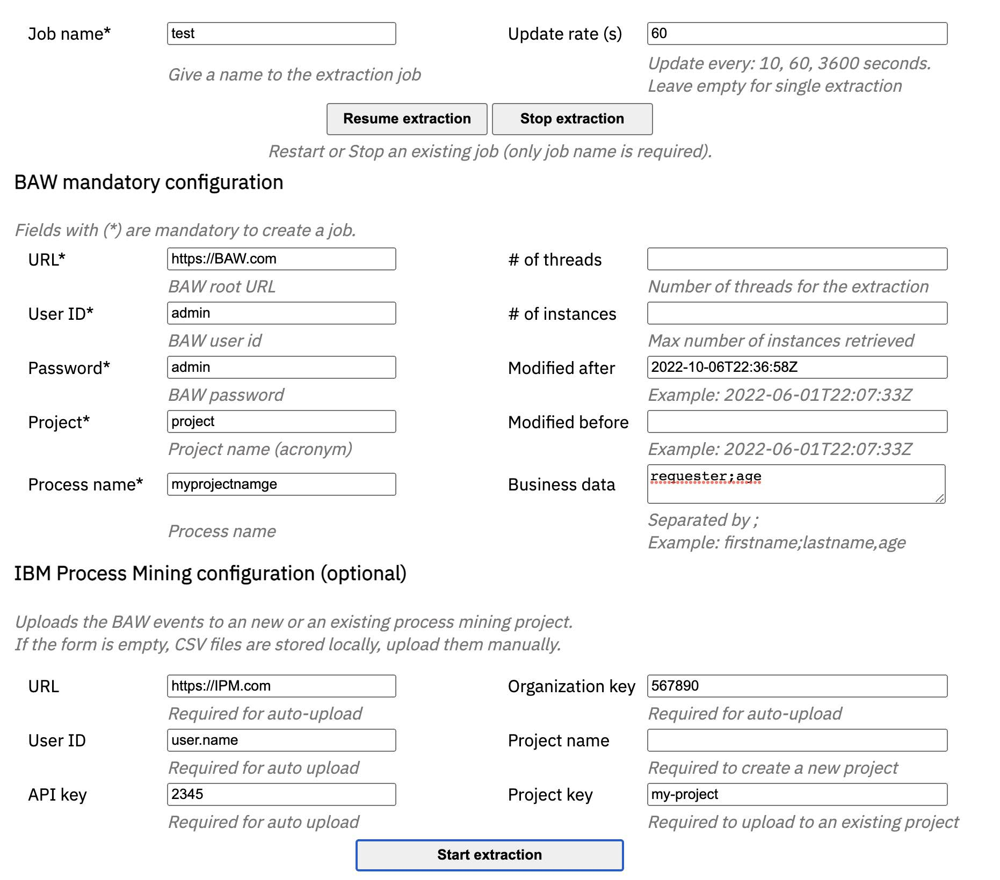 Job name* test Update rate (s) 60
Give a name to the extraction job Update every: 10, 60, 3600 seconds.
Leave empty for single extraction
Resume extraction Stop extraction
Restart or Stop an existing job (only job name is required).
BAW mandatory configuration
Fields with (*) are mandatory to create a job.
URL* https://BAW.com # of threads
BAW root URL Number of threads for the extraction
User ID* admin # of instances
BAW user id Max number of instances retrieved
Password* admin Modified after 2022-10-06T22:36:58Z
BAW password Example: 2022-06-01T22:07:33Z
Project* project Modified before
Project name (acronym) Example: 2022-06-01T22:07:33Z
Process name* myprojectnamge Business data requester;age
Process name Separated by ;
Example: firstname;lastname,age
IBM Process Mining configuration (optional)
Uploads the BAW events to an new or an existing process mining project.
If the form is empty, CSV files are stored locally, upload them manually.
URL https://IPM.com Organization key 567890
Required for auto-upload Required for auto-upload
User ID user.name Project name
Required for auto upload Required to create a new project
API key 2345 Project key my-project
Required for auto upload Required to upload to an existing project
Start extraction